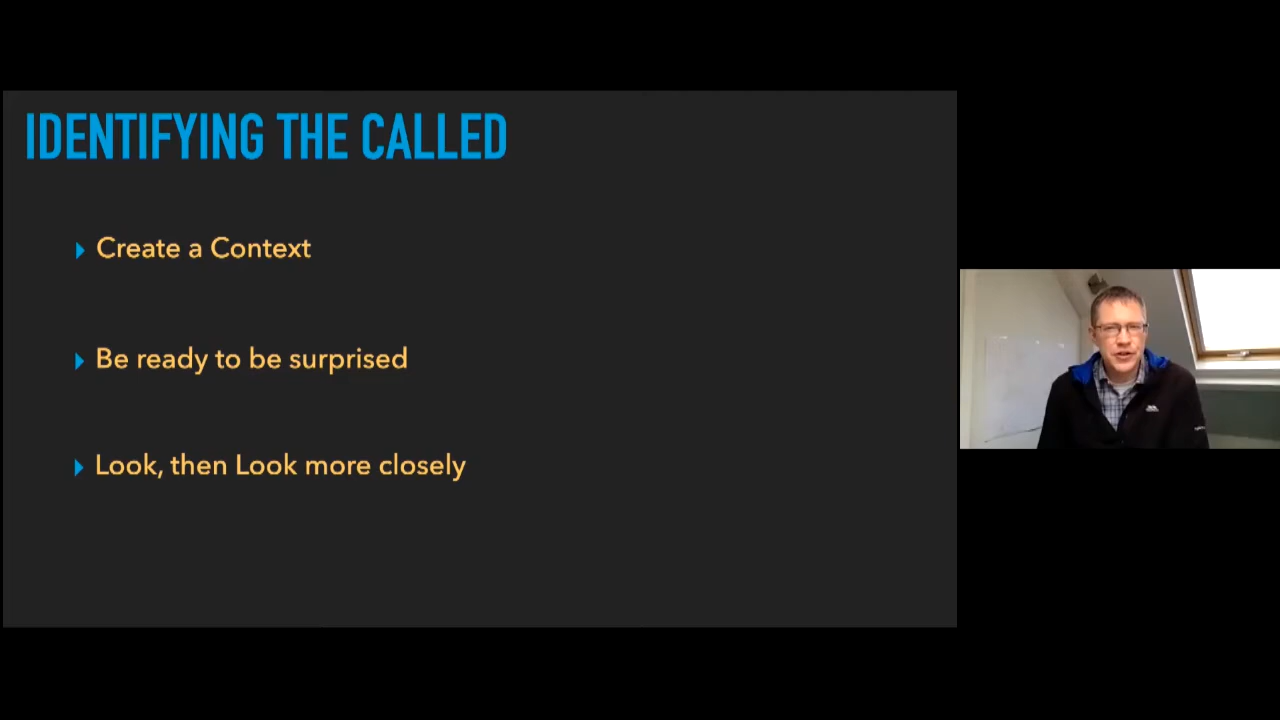 IDENTIFYING THE CALLED
Create a Context
Be ready to be surprised
Look, then Look more closely